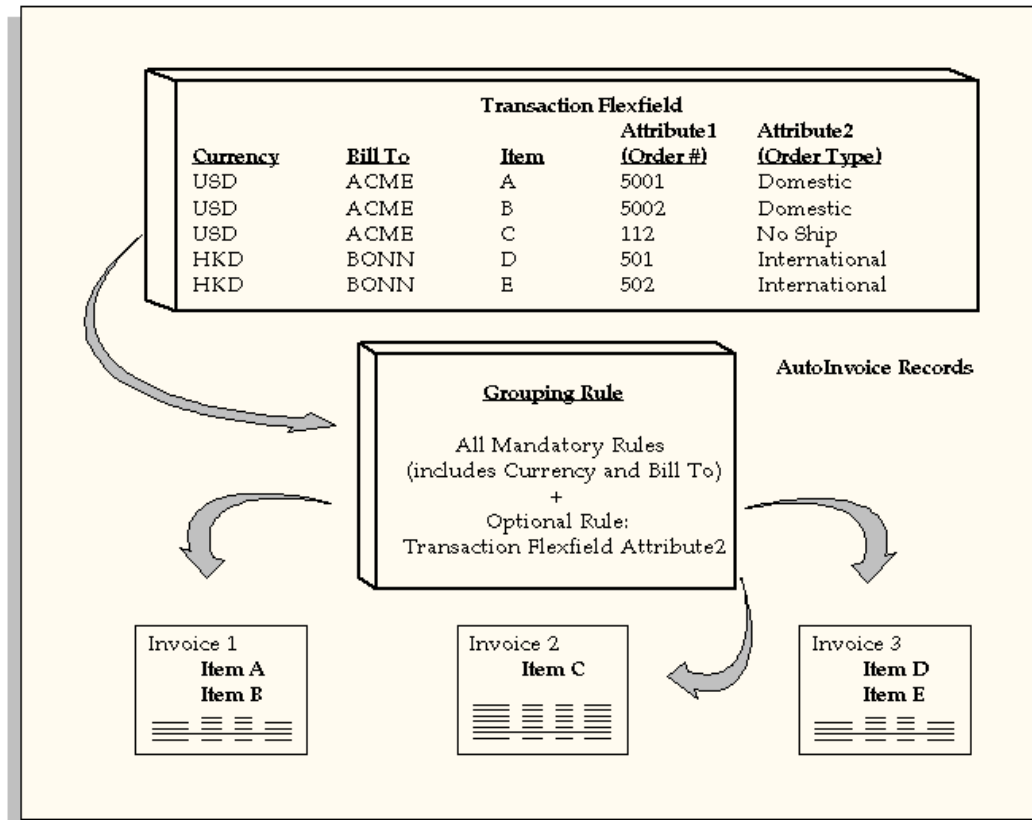 Transaction Flexfield
Attribute1 Attribute2
Currency Bill To Item (Order #) (Order Type)
USD ACME A 5001 Domestic
USD ACME B 5002 Domestic
USD ACME C 112 No Ship
HKD BONN D 501 International
HKD BONN E 502 International
AutoInvoice Records
Grouping Rule
All Mandatory Rules
(includes Currency and Bill To)
+
Optional Rule:
Transaction Flexfield Attribute2
Invoice 1
Item A
Item B
Invoice 2
Item C
Invoice 3
Item D
Item E